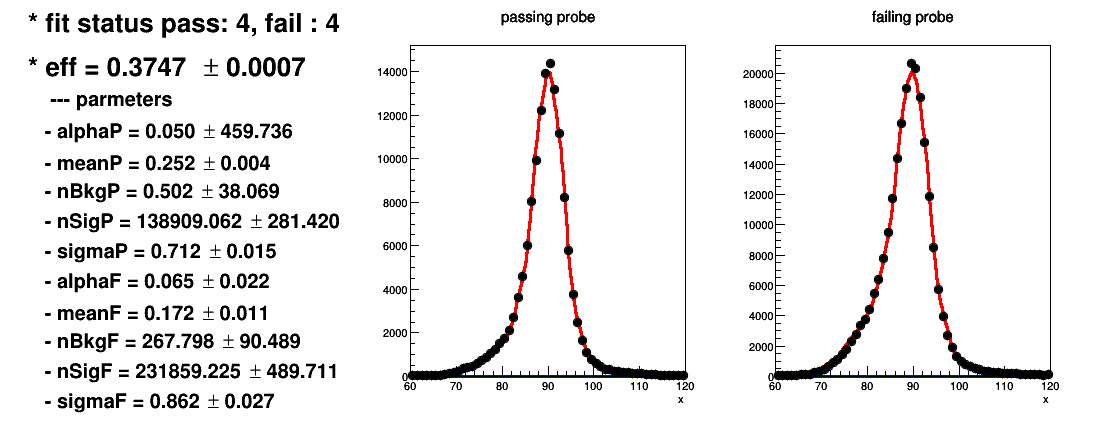 * fit status pass: 4, fail : 4
* eff = 0.3747 ± 0.0007
--- parmeters
- alphaP = 0.050 ± 459.736
- meanP = 0.252 ± 0.004
- nBkgP = 0.502 ± 38.069
- nSigP = 138909.062 ± 281.420
- sigmaP = 0.712 ± 0.015
- alphaF = 0.065 ± 0.022
- meanF = 0.172 ± 0.011
- nBkgF = 267.798 ± 90.489
- nSigF = 231859.225 ± 489.711
- sigmaF = 0.862 ± 0.027
passing probe
14000
12000
10000
8000
6000
4000
2000
0
60 70 80 90 100 110 120
x
failing probe
20000
18000
16000
14000
12000
10000
8000
6000
4000
2000
0
60 70 80 90 100 110 120
x